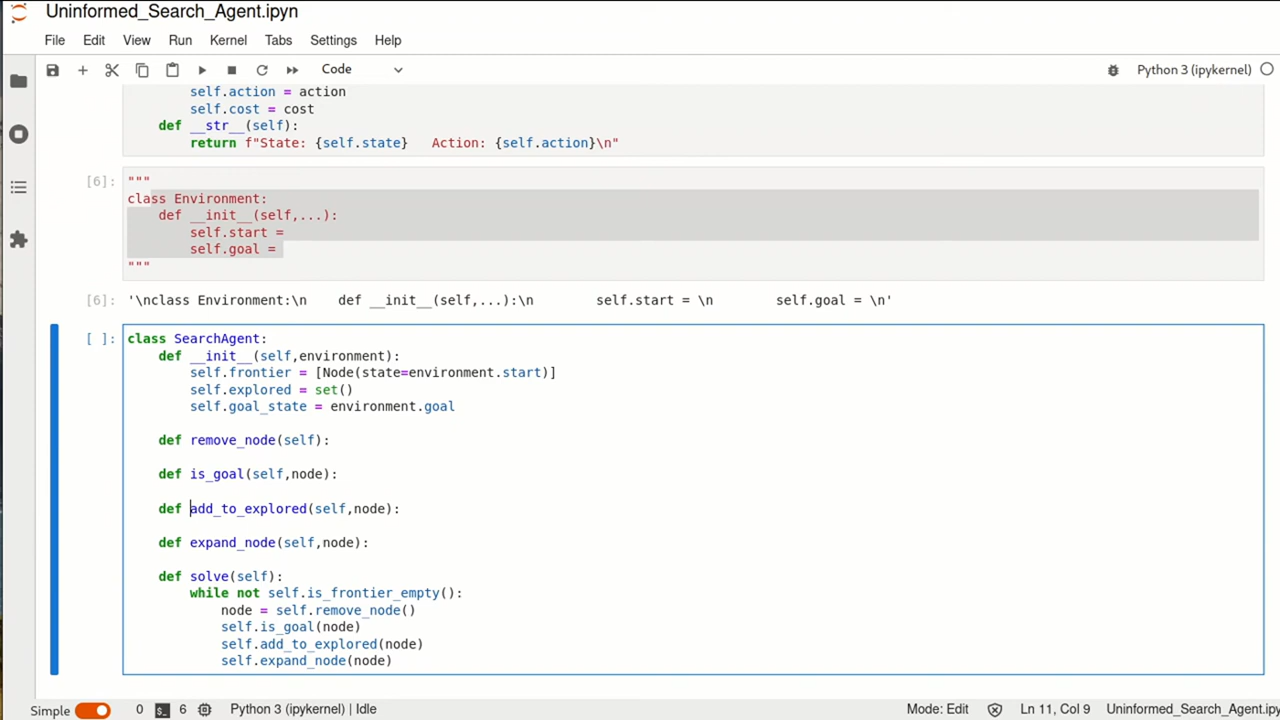 Uninformed_Search_Agent.ipyn
File Edit View Run Kernel Tabs Settings Help
Code Python 3 (ipykernel)
self.action = action
self.cost = cost
def __str__(self):
return f"State: {self.state}   Action: {self.action}\n"
[6]: """
class Environment:
def __init__(self,...):
self.start =
self.goal =
"""
[6]: '\nclass Environment:\n    def __init__(self,...):\n        self.start = \n        self.goal = \n'
[ ]: class SearchAgent:
def __init__(self,environment):
self.frontier = [Node(state=environment.start)]
self.explored = set()
self.goal_state = environment.goal
def remove_node(self):
def is_goal(self,node):
def add_to_explored(self,node):
def expand_node(self,node):
def solve(self):
while not self.is_frontier_empty():
node = self.remove_node()
self.is_goal(node)
self.add_to_explored(node)
self.expand_node(node)
Simple 0 6 Python 3 (ipykernel) | Idle Mode: Edit Ln 11, Col 9 Uninformed_Search_Agent.ipy